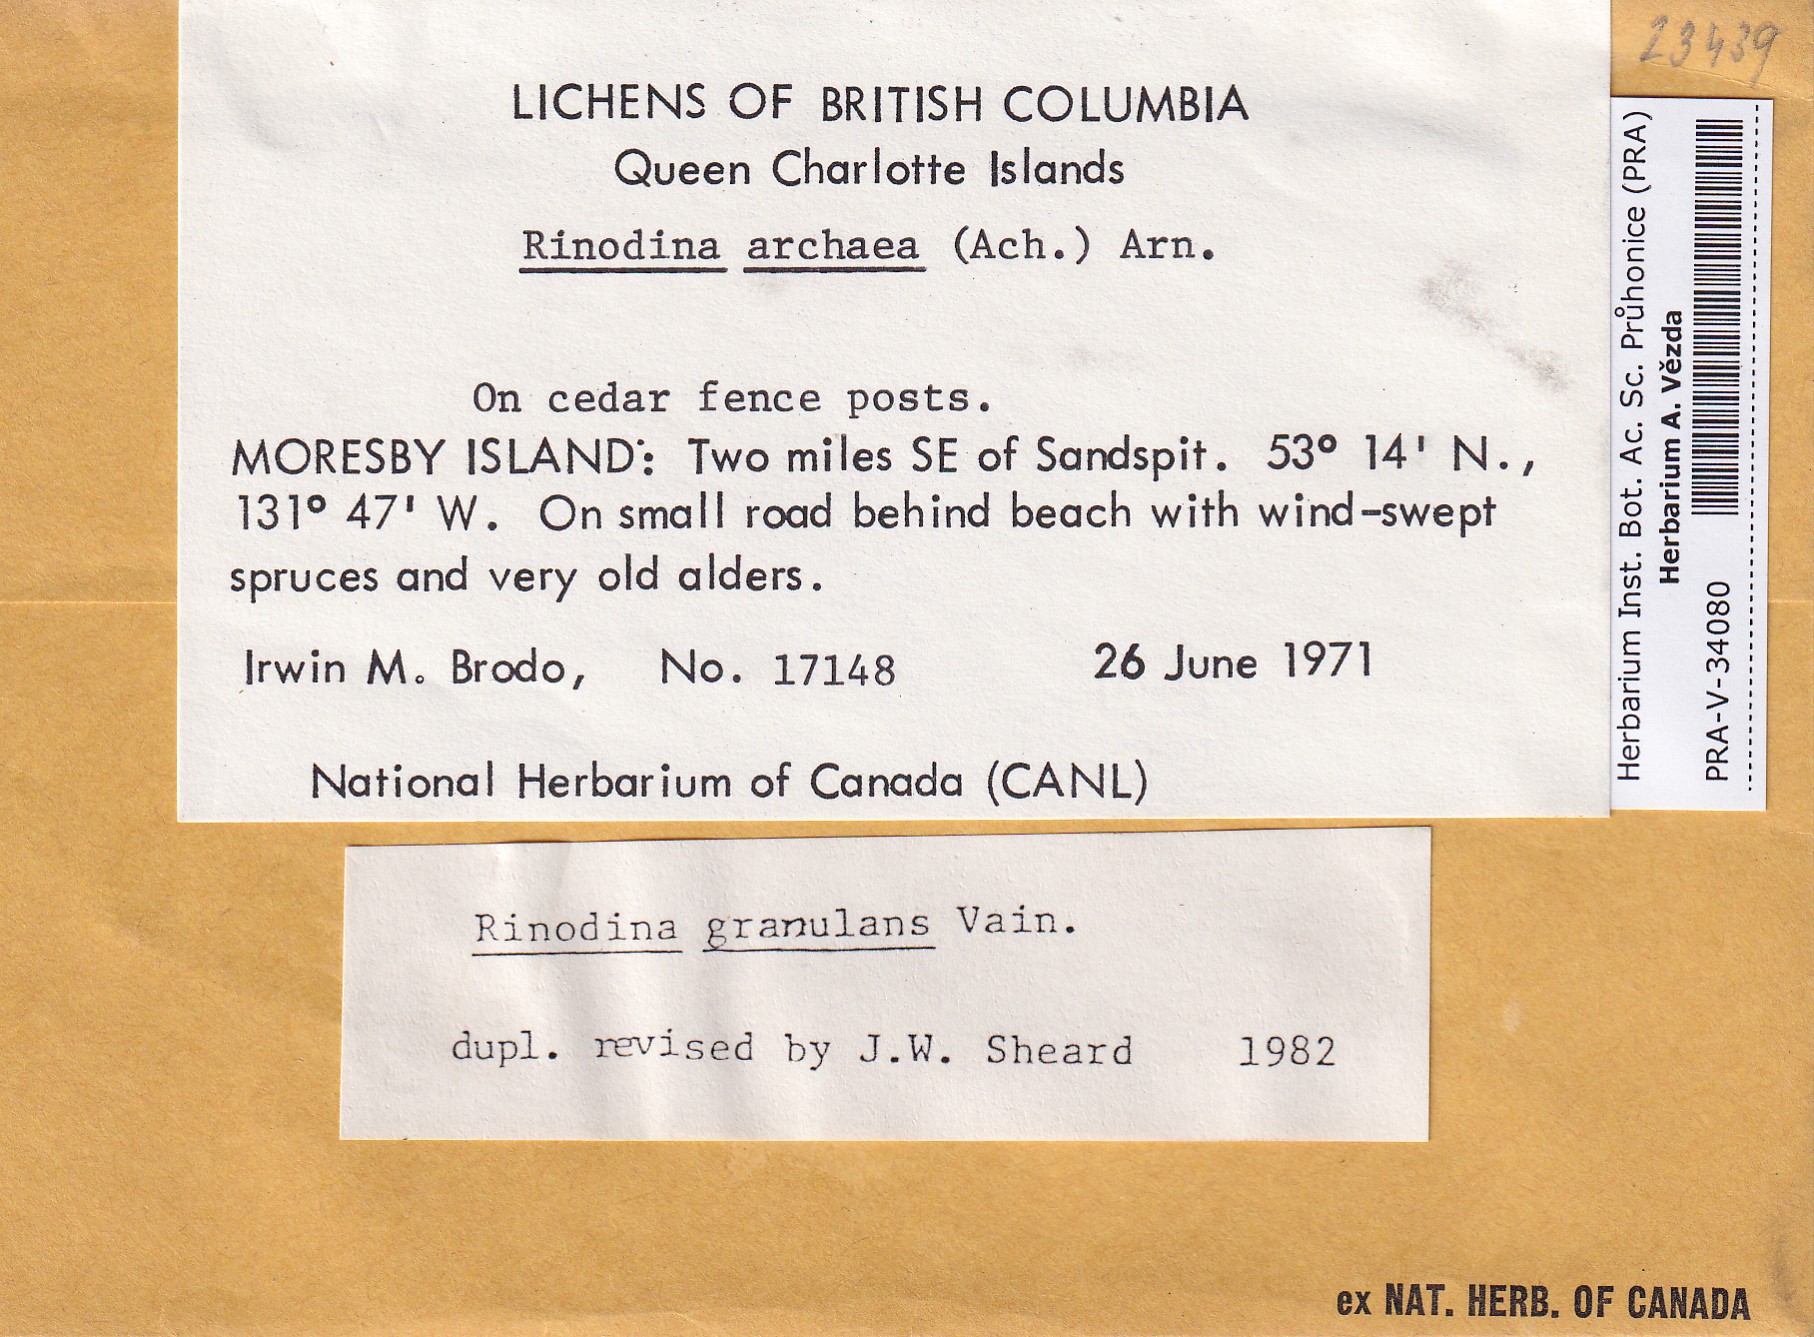 23439
LICHENS OF BRITISH COLUMBIA
Queen Charlotte Islands
Rinodina archaea (Ach.) Arn.
On cedar fence posts.
MORESBY ISLAND: Two miles SE of Sandspit. 53° 14' N.,
131° 47' W. On small road behind beach with wind-swept
spruces and very old alders.
Irwin M. Brodo, No. 17148 26 June 1971
National Herbarium of Canada (CANL)
Herbarium Inst. Bot. Ac. Sc. Průhonice (PRA)
Herbarium A. Vězda
PRA-V-34080
Rinodina granulans Vain.
dupl. revised by J.W. Sheard 1982
ex NAT. HERB. OF CANADA